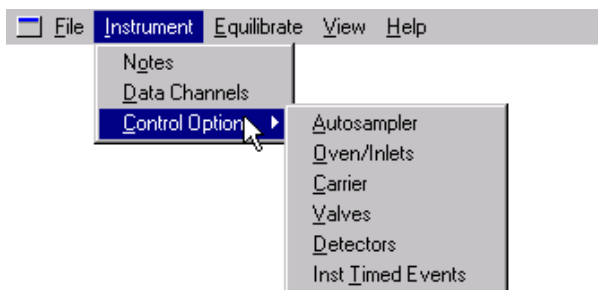 File Instrument Equilibrate View Help
Notes
Data Channels
Control Option
Autosampler
Oven/Inlets
Carrier
Valves
Detectors
Inst Timed Events